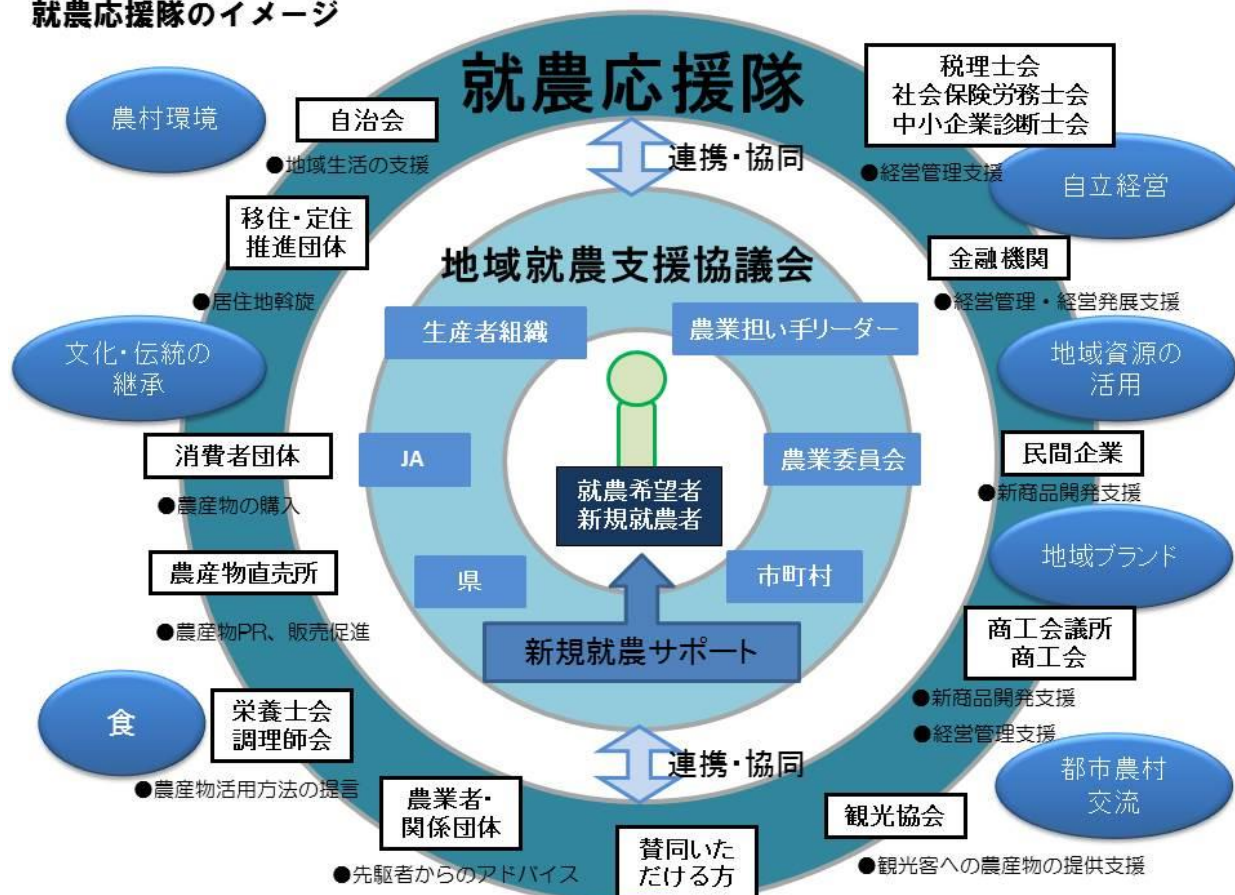 就農応援隊のイメージ
就農応援隊
税理士会
社会保険労務士会
中小企業診断士会
●経営管理支援
農村環境
自治会
●地域生活の支援
連携・協同
自立経営
移住・定住
推進団体
●居住地斡旋
地域就農支援協議会
金融機関
●経営管理・経営発展支援
生産者組織
農業担い手リーダー
文化・伝統の
継承
地域資源の
活用
消費者団体
●農産物の購入
JA
農業委員会
民間企業
●新商品開発支援
就農希望者
新規就農者
農産物直売所
●農産物PR、販売促進
県
市町村
地域ブランド
新規就農サポート
商工会議所
商工会
●新商品開発支援
●経営管理支援
食
栄養士会
調理師会
●農産物活用方法の提言
連携・協同
都市農村
交流
農業者・
関係団体
●先駆者からのアドバイス
賛同いた
だける方
観光協会
●観光客への農産物の提供支援